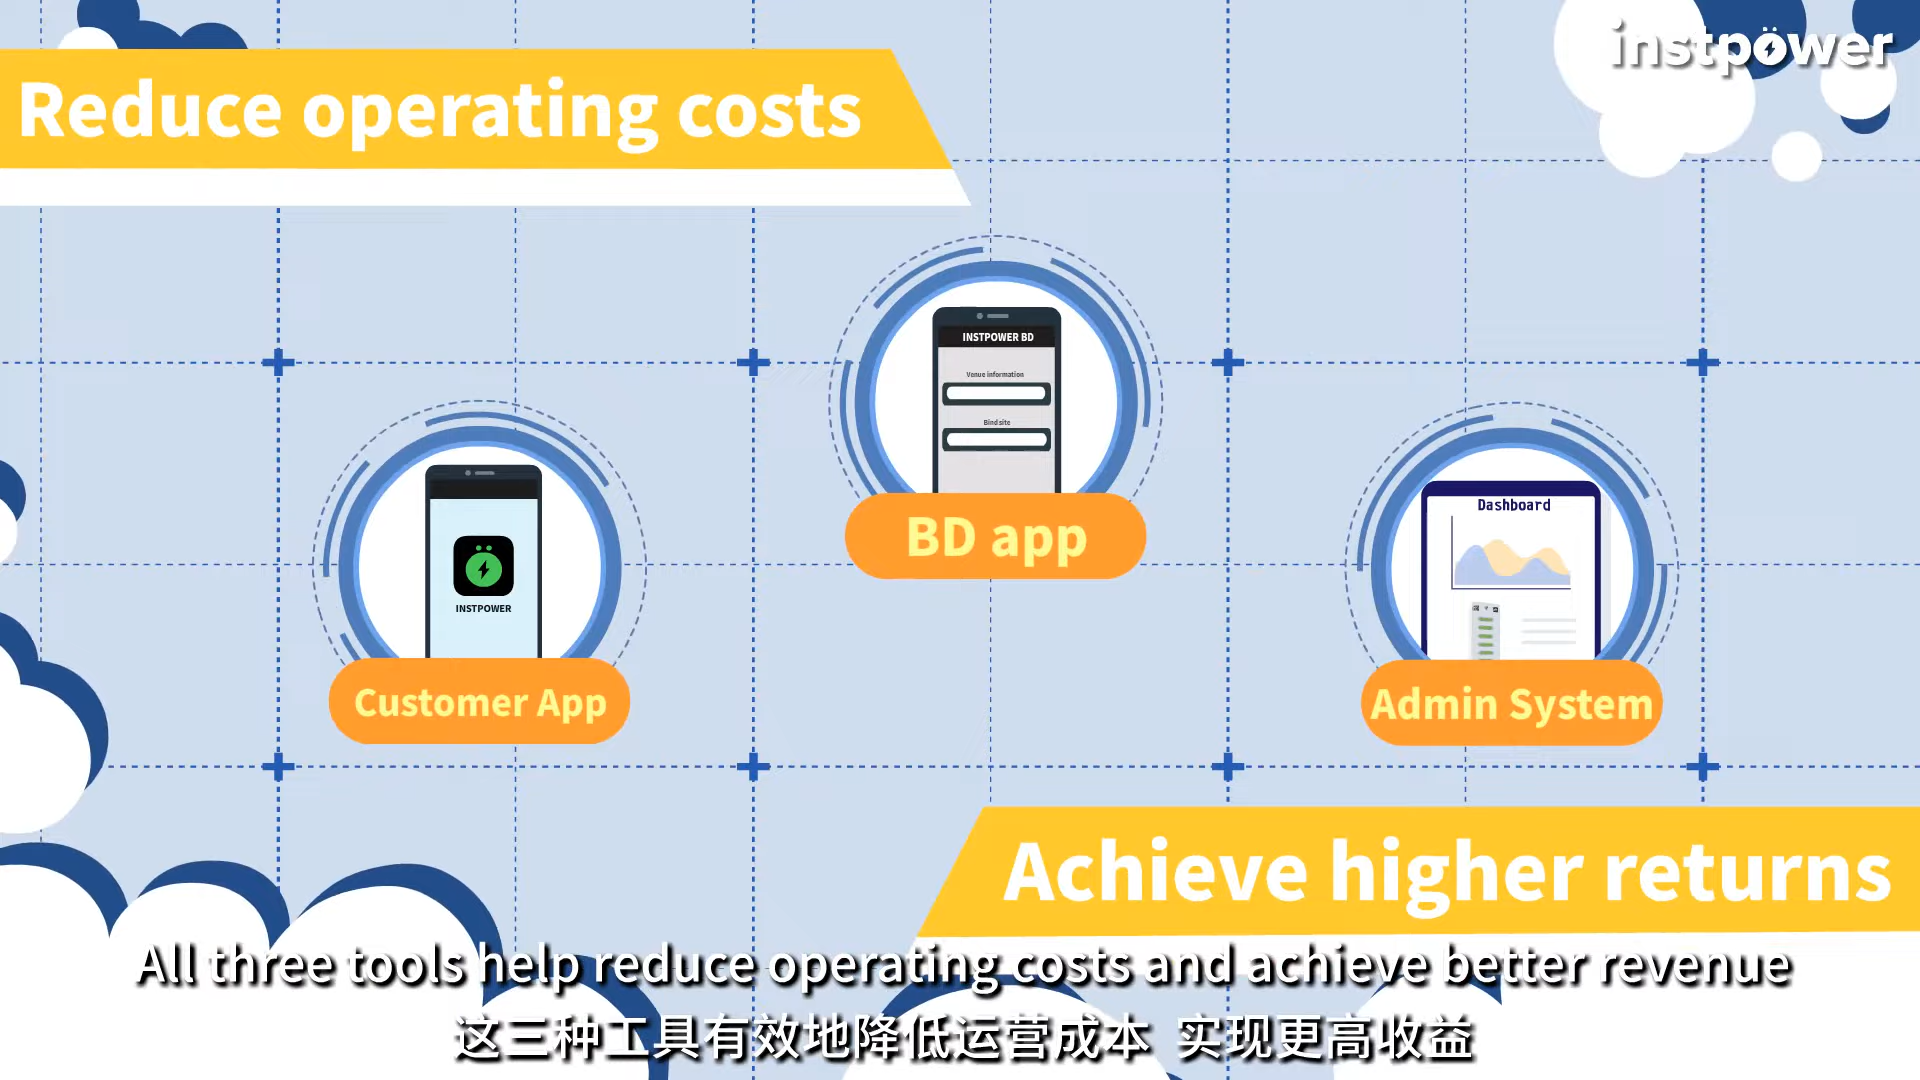 instpower
Reduce operating costs
INSTPOWER BD
Venue information
Bind site
BD app
INSTPOWER
Customer App
Dashboard
Admin System
Achieve higher returns
All three tools help reduce operating costs and achieve better revenue
这三种工具有效地降低运营成本 实现更高收益